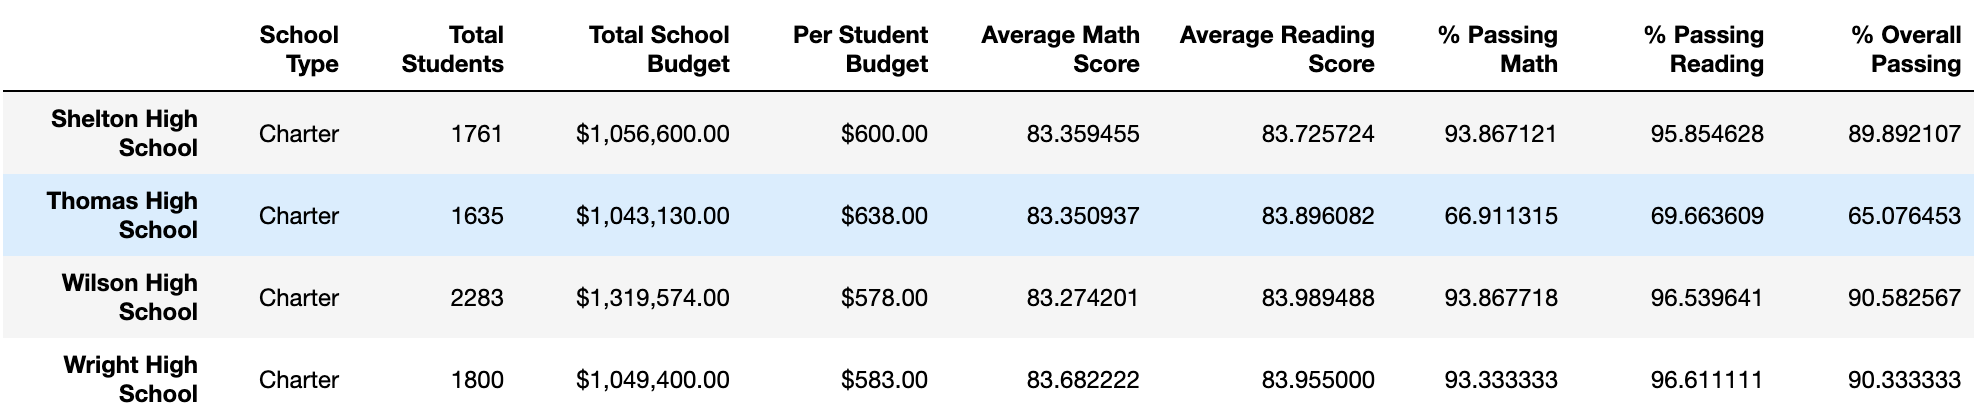 School Type Total Students Total School Budget Per Student Budget Average Math Score Average Reading Score % Passing Math % Passing Reading % Overall Passing
Shelton High School Charter 1761 $1,056,600.00 $600.00 83.359455 83.725724 93.867121 95.854628 89.892107
Thomas High School Charter 1635 $1,043,130.00 $638.00 83.350937 83.896082 66.911315 69.663609 65.076453
Wilson High School Charter 2283 $1,319,574.00 $578.00 83.274201 83.989488 93.867718 96.539641 90.582567
Wright High School Charter 1800 $1,049,400.00 $583.00 83.682222 83.955000 93.333333 96.611111 90.333333